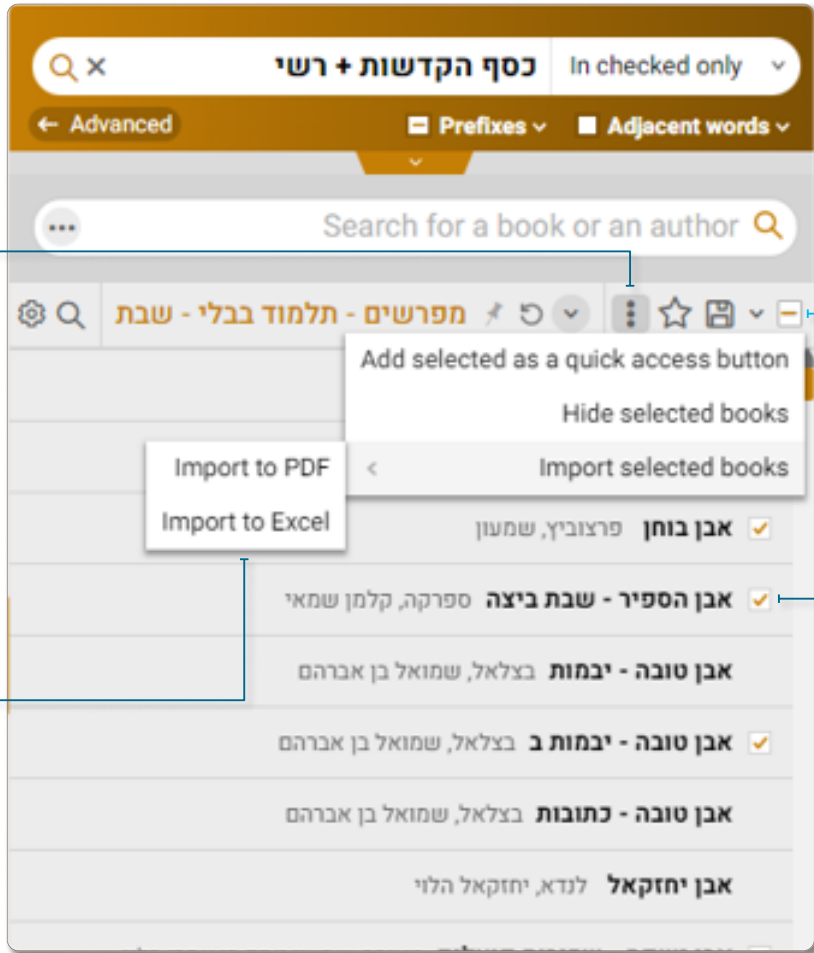 כסף הקדשות + רשי In checked only
Advanced Prefixes Adjacent words
Search for a book or an author
מפרשים - תלמוד בבלי - שבת
Add selected as a quick access button
Hide selected books
Import selected books
Import to PDF
Import to Excel
אבן בוחן פרצוביץ, שמעון
אבן הספיר - שבת ביצה ספרקה, קלמן שמאי
אבן טובה - יבמות בצלאל, שמואל בן אברהם
אבן טובה - יבמות ב בצלאל, שמואל בן אברהם
אבן טובה - כתובות בצלאל, שמואל בן אברהם
אבן יחזקאל לנדא, יחזקאל הלוי